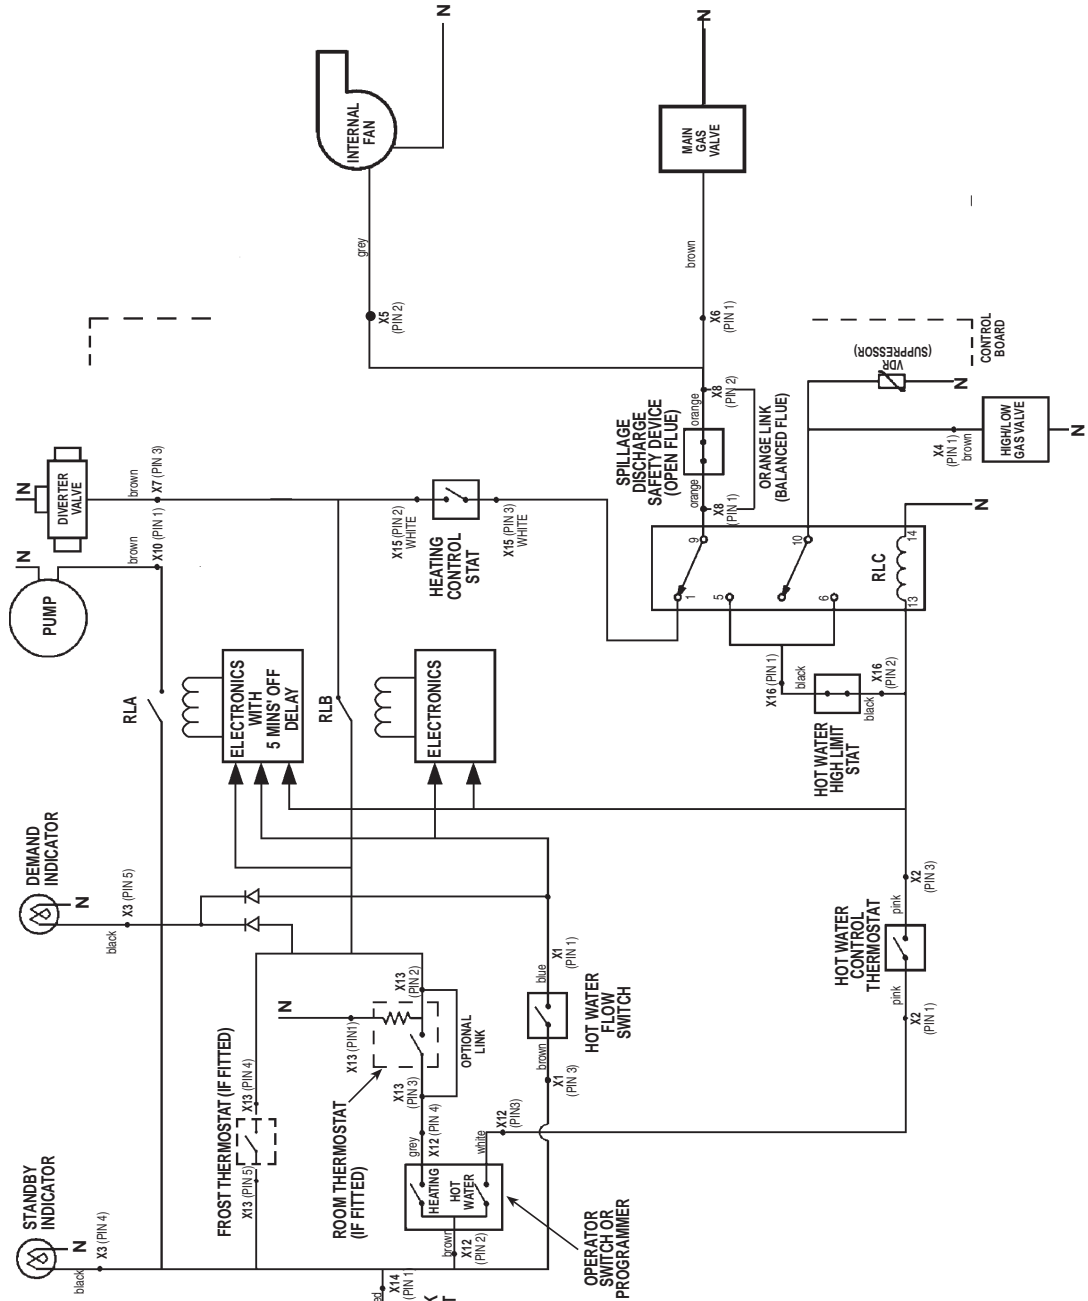 N
INTERNAL
FAN
N
MAIN
GAS
VALVE
grey
brown
X5
(PIN 2)
X6
(PIN 1)
CONTROL
BOARD
VDR
(SUPPRESSOR)
N
X4
(PIN 1)
brown
HIGH/LOW
GAS VALVE
N
N
DIVERTER
VALVE
brown
X7 (PIN 3)
N
PUMP
brown
X10 (PIN 1)
X15 (PIN 2)
WHITE
X15 (PIN 3)
WHITE
HEATING
CONTROL
STAT
SPILLAGE
DISCHARGE
SAFETY DEVICE
(OPEN FLUE)
orange
X8
(PIN 2)
orange
X8
(PIN 1)
ORANGE LINK
(BALANCED FLUE)
9
1
5
10
6
RLC
14
13
N
RLA
ELECTRONICS
WITH
5 MINS' OFF
DELAY
RLB
ELECTRONICS
X16 (PIN 1)
black
X16
(PIN 2)
black
HOT WATER
HIGH LIMIT
STAT
DEMAND
INDICATOR
N
X3 (PIN 5)
black
X2
(PIN 3)
pink
HOT WATER
CONTROL
THERMOSTAT
pink
X2
(PIN 1)
X13
(PIN 2)
N
X13 (PIN1)
OPTIONAL
LINK
X13
(PIN 3)
X1
(PIN 1)
blue
HOT WATER
FLOW
SWITCH
brown
X1
(PIN 3)
FROST THERMOSTAT (IF FITTED)
X13 (PIN 4)
X13 (PIN 5)
ROOM THERMOSTAT
(IF FITTED)
grey
X12 (PIN 4)
white
X12
(PIN3)
HEATING
HOT
WATER
brown
X12
(PIN 2)
OPERATOR
SWITCH OR
PROGRAMMER
STANDBY
INDICATOR
N
X3 (PIN 4)
black
X14
(PIN 1)